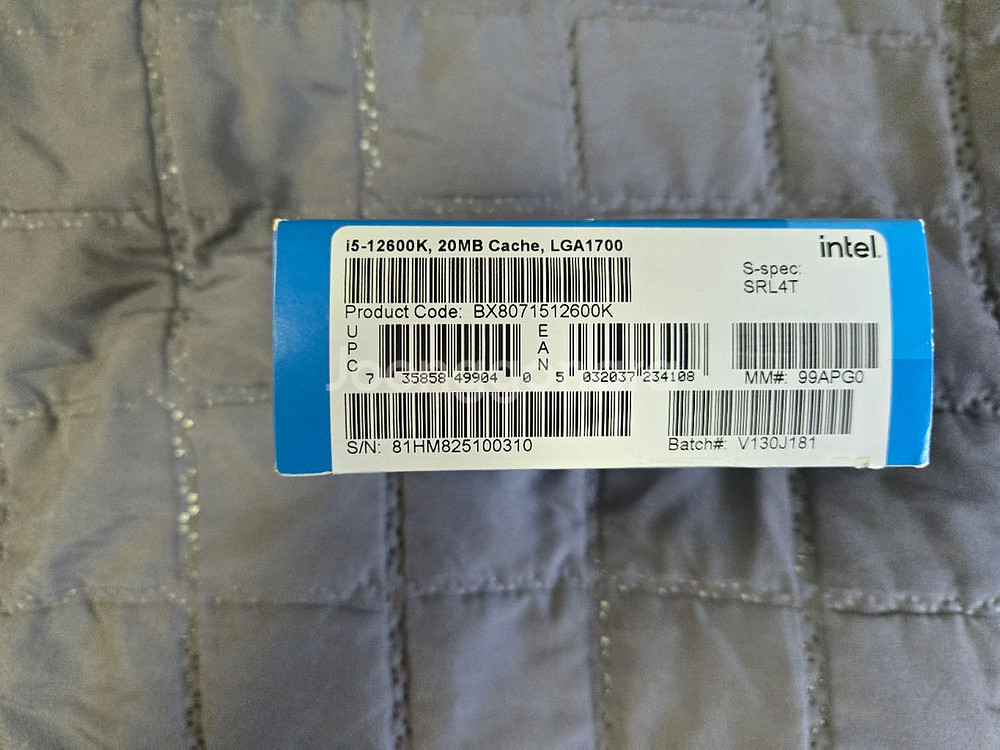 i5-12600K, 20MB Cache, LGA1700
intel.
S-spec:
SRL4T
Product Code: BX8071512600K
UPC
7 35858 49904 0
EAN
5 032037 234108
MM#: 99APG0
S/N: 81HM825100310
Batch#: V130J181